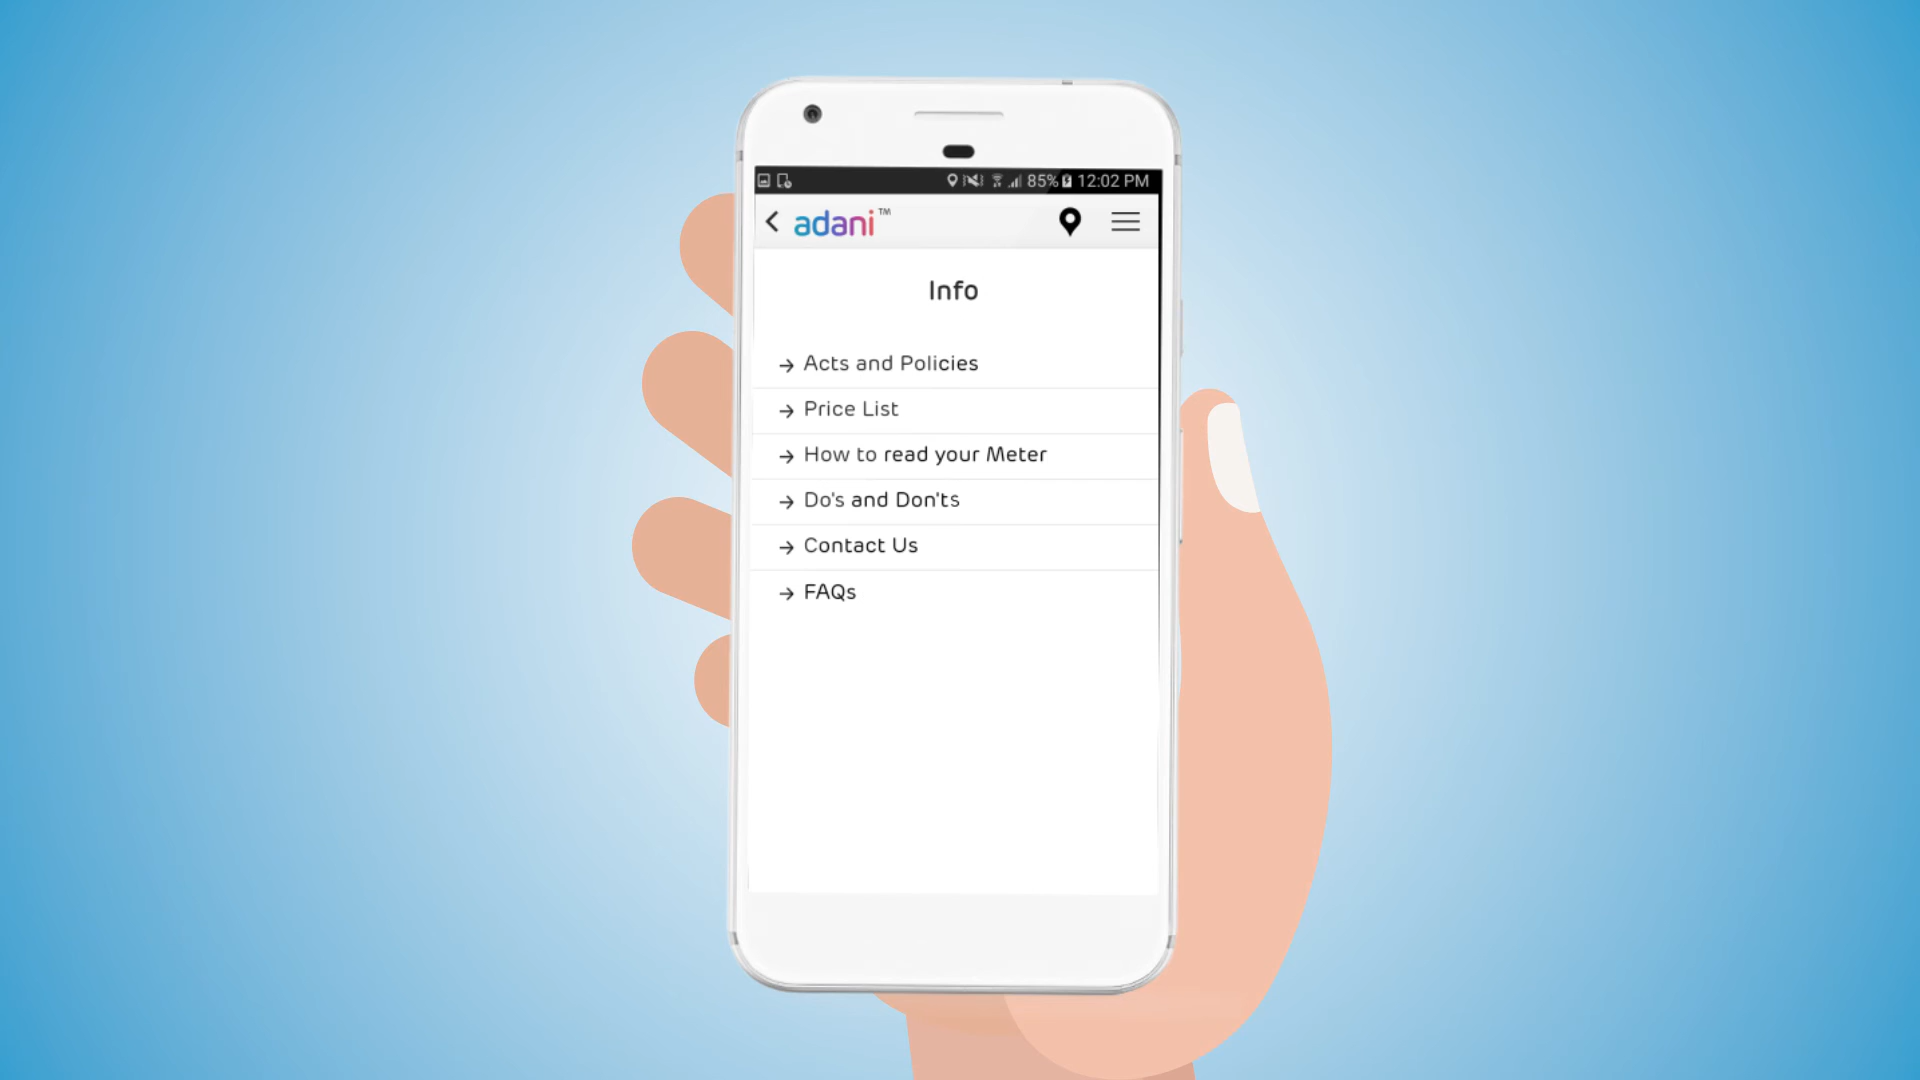 85% 12:02 PM
adani™
Info
→ Acts and Policies
→ Price List
→ How to read your Meter
→ Do's and Don'ts
→ Contact Us
→ FAQs